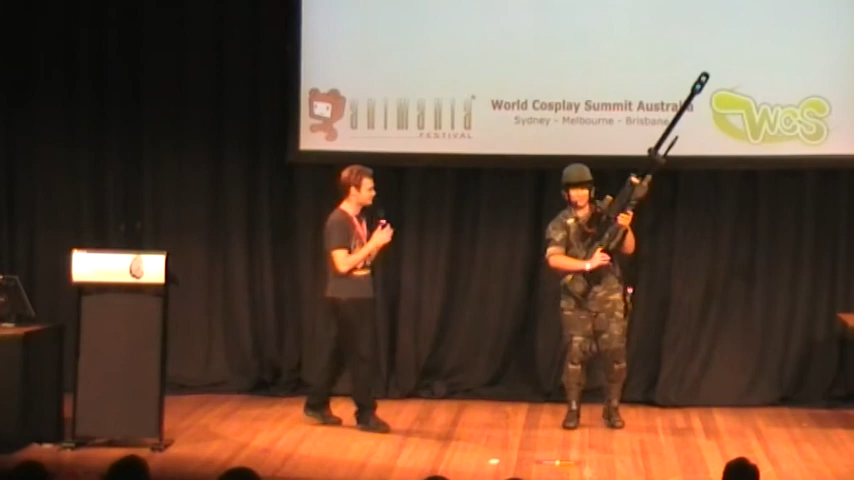 animania
FESTIVAL
World Cosplay Summit Australia
Sydney - Melbourne - Brisbane
WCS